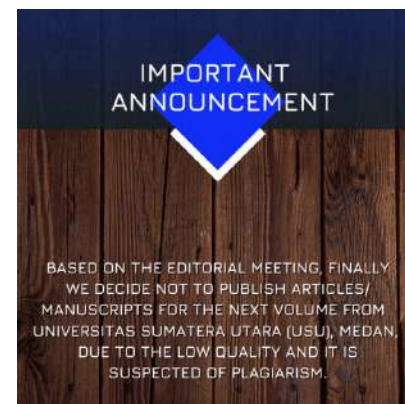 IMPORTANT
ANNOUNCEMENT
BASED ON THE EDITORIAL MEETING, FINALLY
WE DECIDE NOT TO PUBLISH ARTICLES/
MANUSCRIPTS FOR THE NEXT VOLUME FROM
UNIVERSITAS SUMATERA UTARA (USU), MEDAN,
DUE TO THE LOW QUALITY AND IT IS
SUSPECTED OF PLAGIARISM.